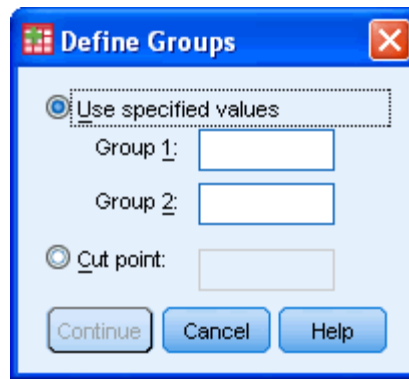 Define Groups
Use specified values
Group 1:
Group 2:
Cut point:
Continue Cancel Help